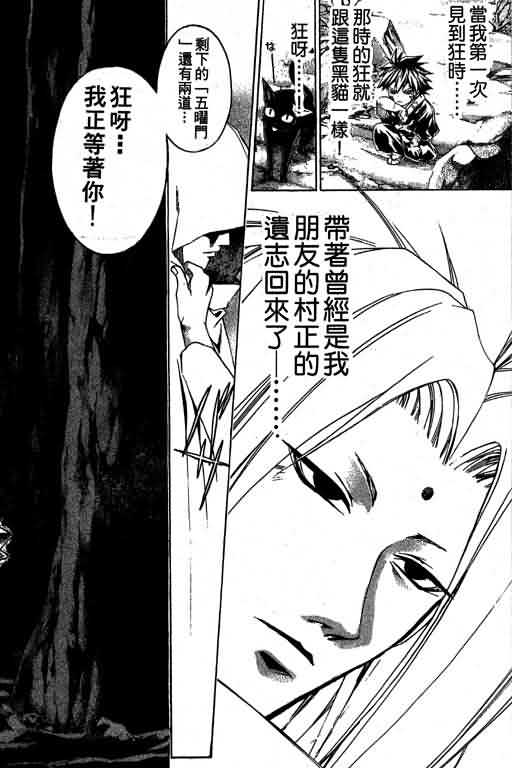 當我第一次
見到狂時…
那時的狂就
跟這隻黑貓一樣！
狂呀
………
帶著曾經是我
朋友的村正的
遺志回來了—……
剩下的「五曜門
」還有兩道…
狂呀…
我正等著你！